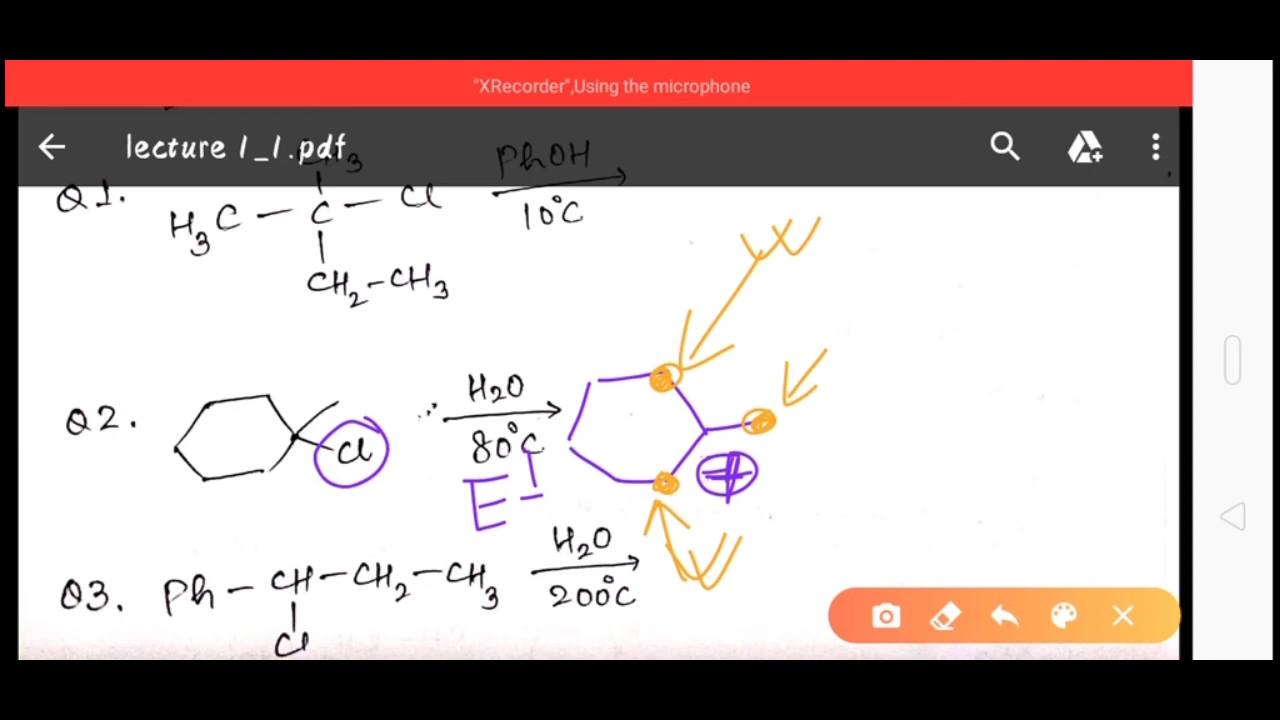 "XRecorder",Using the microphone
lecture 1_1.pdf
Q1.
CH3
H3C — C — Cl
CH2-CH3
PhOH
10°C
Q2.
Cl
H2O
80°C
E-1
+
Q3.
Ph — CH — CH2 — CH3
Cl
H2O
200°C